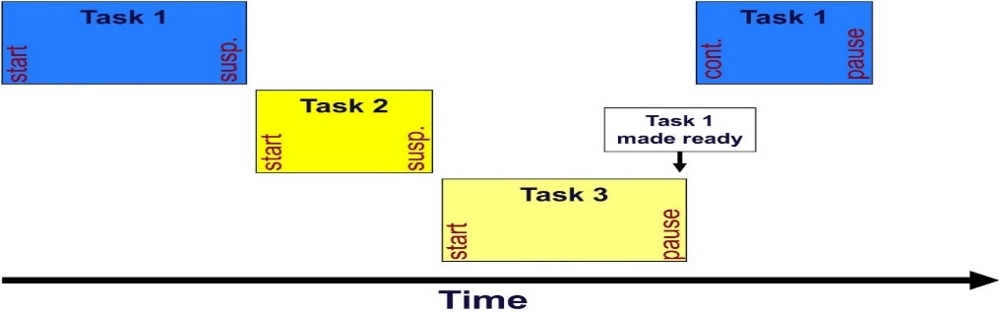 Task 1
start
susp.
Task 2
start
susp.
Task 3
start
pause
Task 1
made ready
Task 1
cont.
pause
Time